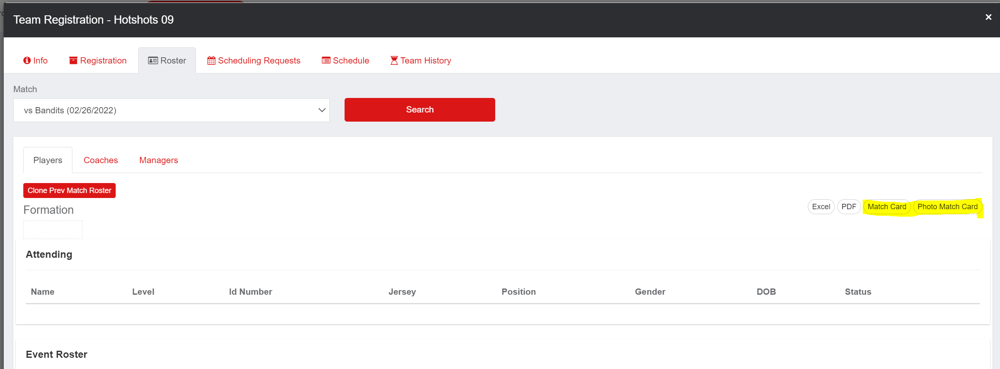 Team Registration - Hotshots 09
Info Registration Roster Scheduling Requests Schedule Team History
Match
vs Bandits (02/26/2022) Search
Players Coaches Managers
Clone Prev Match Roster
Formation
Excel PDF Match Card Photo Match Card
Attending
Name Level Id Number Jersey Position Gender DOB Status
Event Roster